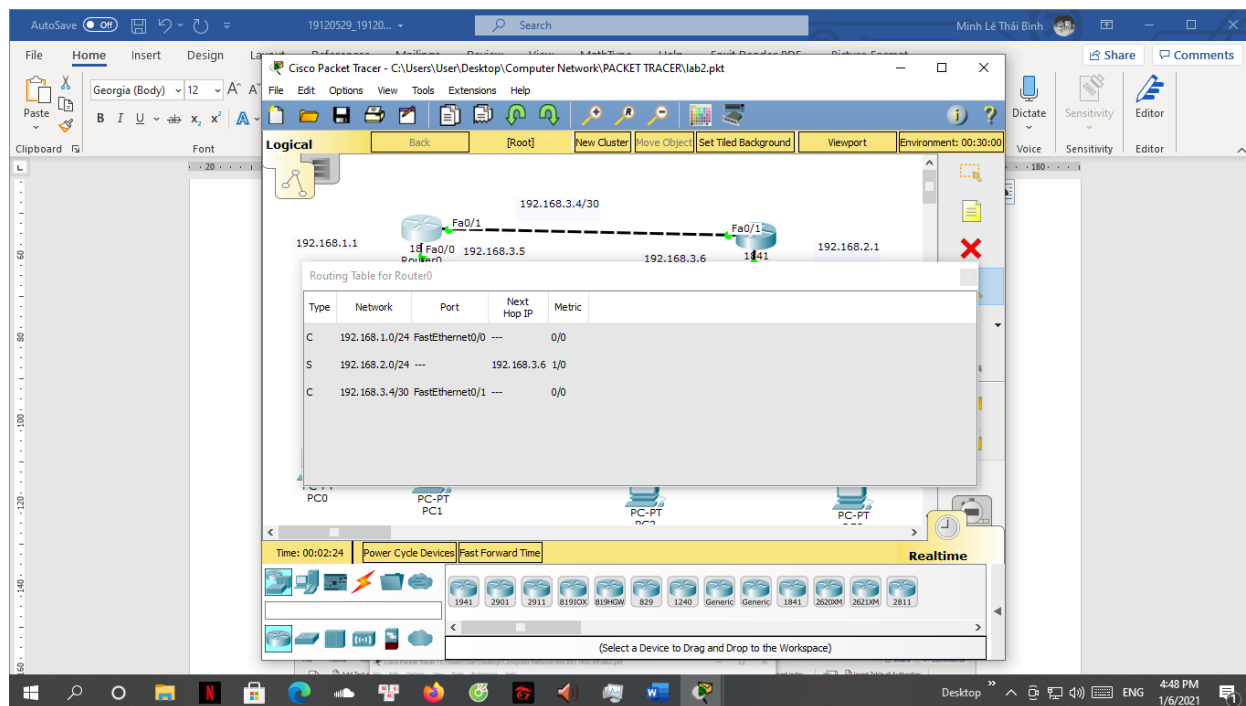 AutoSave Off 19120529_19120... Search Minh Lê Thái Bình
File Home Insert Design
Share Comments
Cisco Packet Tracer - C:\Users\User\Desktop\Computer Network\PACKET TRACER\lab2.pkt
File Edit Options View Tools Extensions Help
Paste Georgia (Body) 12
B I U ab x₂ x² A
Clipboard Font
Dictate Sensitivity Editor
Voice Sensitivity Editor
Logical Back [Root] New Cluster Move Object Set Tiled Background Viewport Environment: 00:30:00
20 180
192.168.3.4/30
Fa0/1 Fa0/1
192.168.1.1 Fa0/0 192.168.3.5 192.168.3.6 1841 192.168.2.1
Router0
Routing Table for Router0
Type Network Port Next Hop IP Metric
C 192.168.1.0/24 FastEthernet0/0 --- 0/0
S 192.168.2.0/24 --- 192.168.3.6 1/0
C 192.168.3.4/30 FastEthernet0/1 --- 0/0
PC0 PC-PT PC1 PC-PT PC-PT
Time: 00:02:24 Power Cycle Devices Fast Forward Time Realtime
1941 2901 2911 819IOX 819HGW 829 1240 Generic Generic 1841 2620XM 2621XM 2811
(Select a Device to Drag and Drop to the Workspace)
Desktop ENG 4:48 PM
1/6/2021